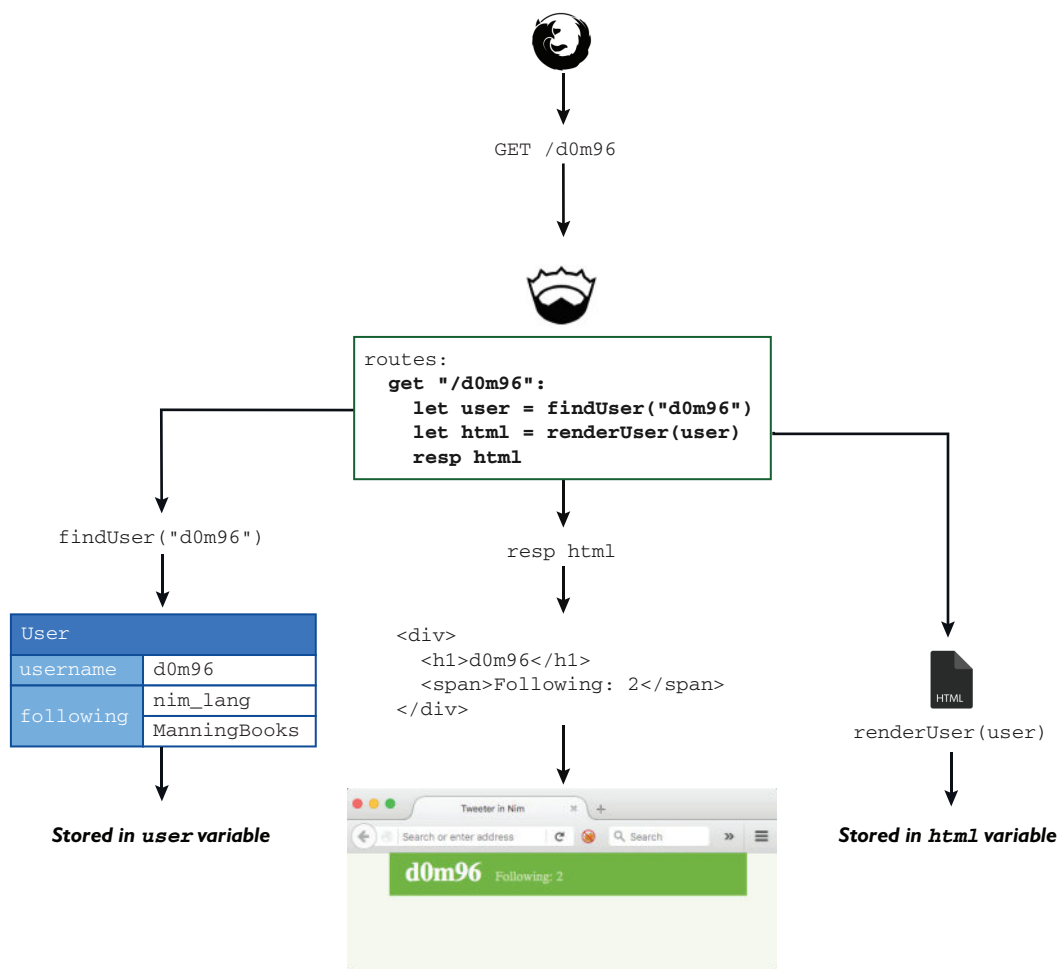 GET /d0m96
routes:
get "/d0m96":
let user = findUser("d0m96")
let html = renderUser(user)
resp html
findUser("d0m96")
User
username d0m96
following nim_lang
ManningBooks
Stored in user variable
resp html
<div>
<h1>d0m96</h1>
<span>Following: 2</span>
</div>
Tweeter in Nim × +
Search or enter address Search »
d0m96 Following: 2
HTML
renderUser(user)
Stored in html variable